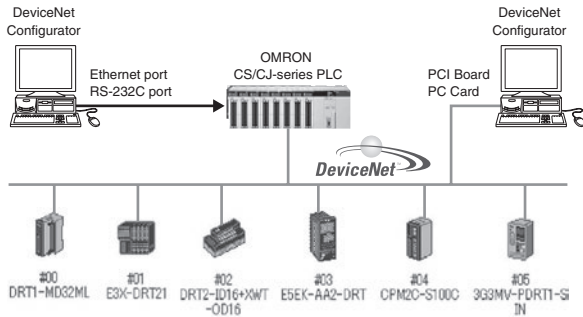 DeviceNet
Configurator
DeviceNet
Configurator
OMRON
CS/CJ-series PLC
Ethernet port
RS-232C port
PCI Board
PC Card
DeviceNet
#00
DRT1-MD32ML
#01
E3X-DRT21
#02
DRT2-ID16+XWT
-OD16
#03
E5EK-AA2-DRT
#04
CPM2C-S100C
#05
3G3MV-PDRT1-SI
IN